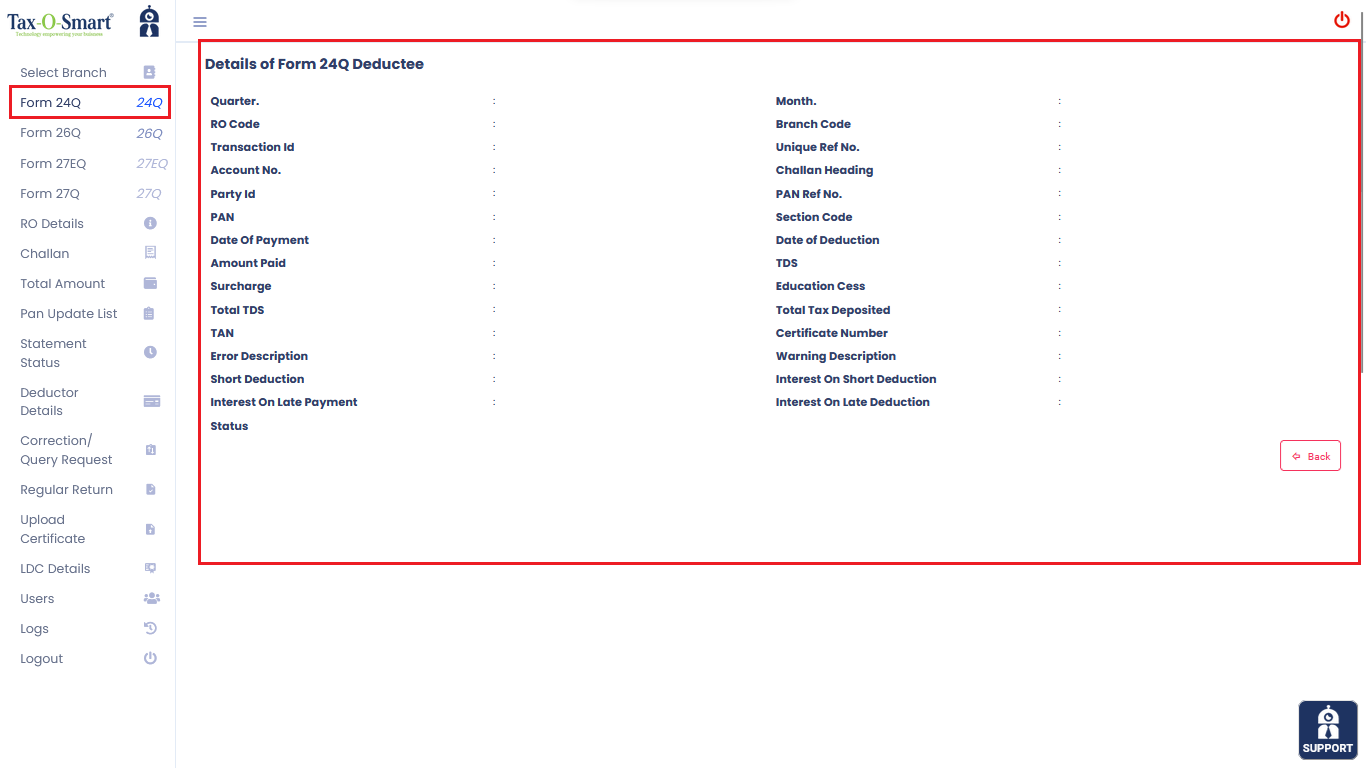 Tax-O-Smart®
Technology empowering your business
Select Branch
Form 24Q 24Q
Form 26Q 26Q
Form 27EQ 27EQ
Form 27Q 27Q
RO Details
Challan
Total Amount
Pan Update List
Statement
Status
Deductor
Details
Correction/
Query Request
Regular Return
Upload
Certificate
LDC Details
Users
Logs
Logout
Details of Form 24Q Deductee
Quarter. : Month. :
RO Code : Branch Code :
Transaction Id : Unique Ref No. :
Account No. : Challan Heading :
Party Id : PAN Ref No. :
PAN : Section Code :
Date Of Payment : Date of Deduction :
Amount Paid : TDS :
Surcharge : Education Cess :
Total TDS : Total Tax Deposited :
TAN : Certificate Number :
Error Description : Warning Description :
Short Deduction : Interest On Short Deduction :
Interest On Late Payment : Interest On Late Deduction :
Status
Back
SUPPORT